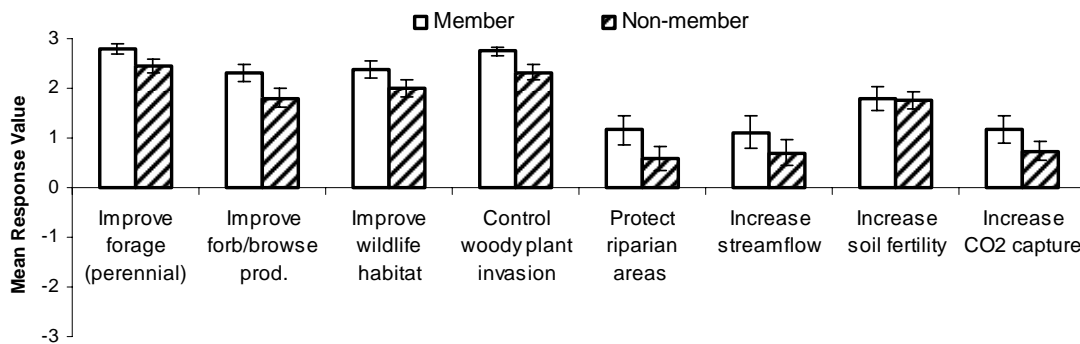 Member Non-member
Mean Response Value
3
2
1
0
-1
-2
-3
Improve forage (perennial)
Improve forb/browse prod.
Improve wildlife habitat
Control woody plant invasion
Protect riparian areas
Increase streamflow
Increase soil fertility
Increase CO2 capture